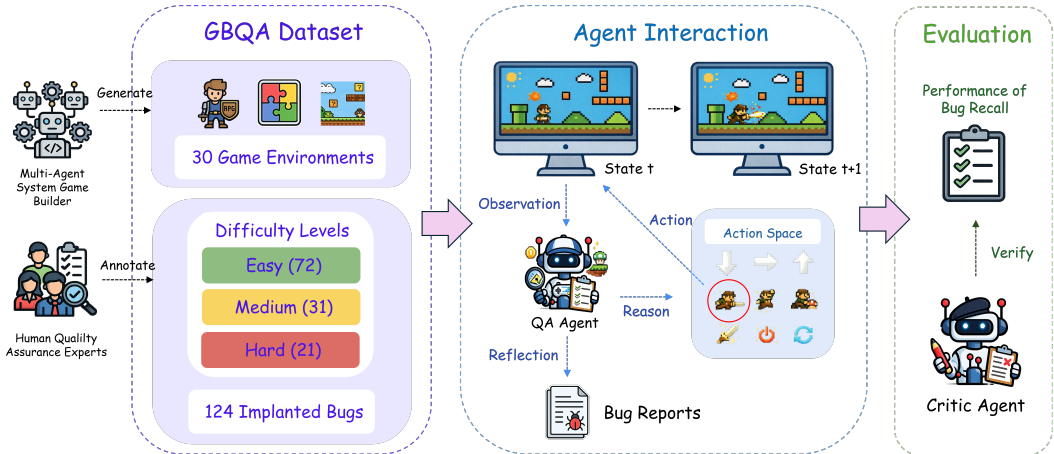 GBQA Dataset
Generate
RPG
30 Game Environments
Multi-Agent
System Game
Builder
Difficulty Levels
Easy (72)
Medium (31)
Hard (21)
124 Implanted Bugs
Annotate
Human Qualilty
Assurance Experts
Agent Interaction
State t
State t+1
Observation
Action
Action Space
QA Agent
Reason
Reflection
Bug Reports
Evaluation
Performance of
Bug Recall
Verify
Critic Agent